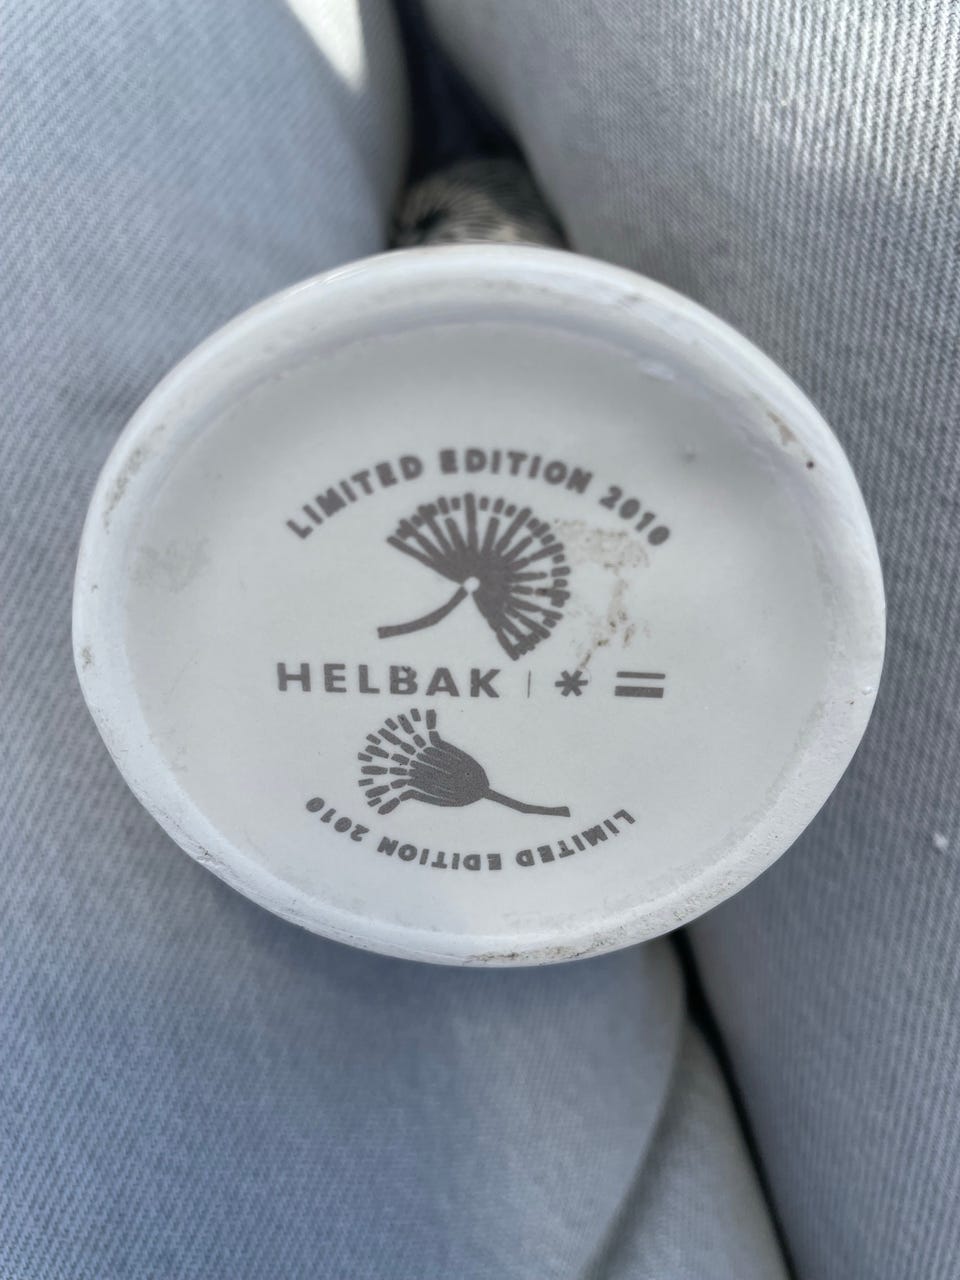 LIMITED EDITION 2010
HELBAK | * =
LIMITED EDITION 2010